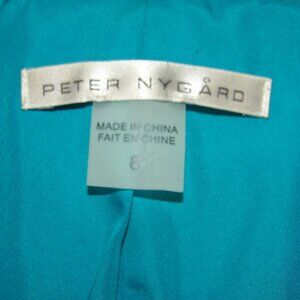 PETER NYGÅRD
MADE IN CHINA
FAIT EN CHINE
8